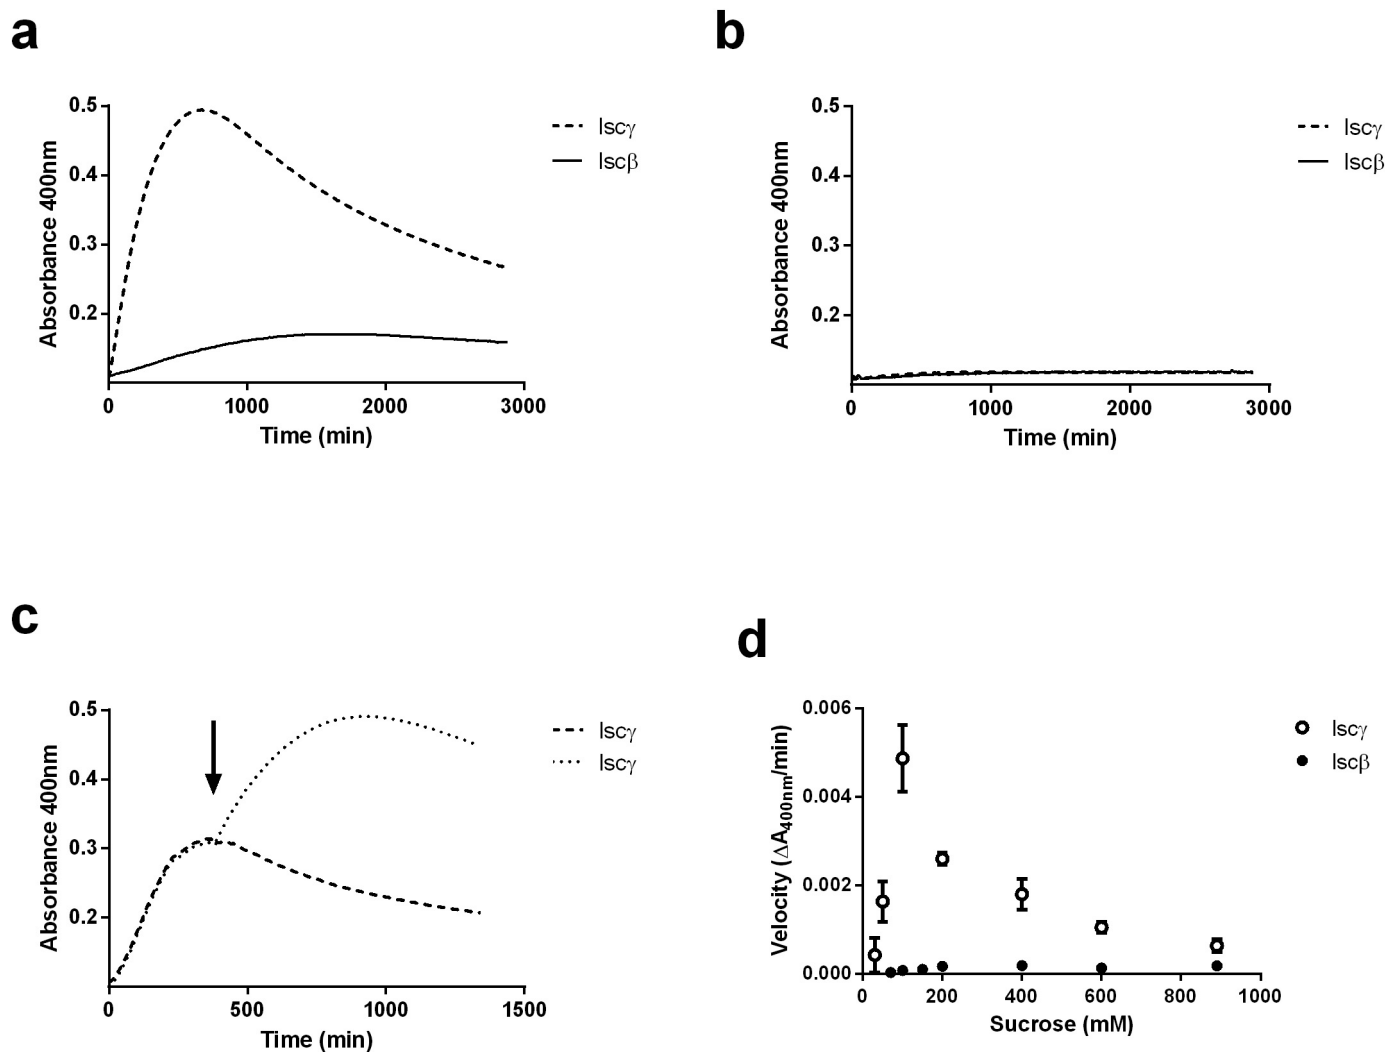 a
0.5
0.4
0.3
0.2
Absorbance 400nm
0 1000 2000 3000
Time (min)
Iscγ
Iscβ
b
0.5
0.4
0.3
0.2
Absorbance 400nm
0 1000 2000 3000
Time (min)
Iscγ
Iscβ
c
0.5
0.4
0.3
0.2
Absorbance 400nm
0 500 1000 1500
Time (min)
Iscγ
Iscγ
d
0.006
0.004
0.002
0.000
Velocity (ΔA400nm/min)
0 200 400 600 800 1000
Sucrose (mM)
Iscγ
Iscβ